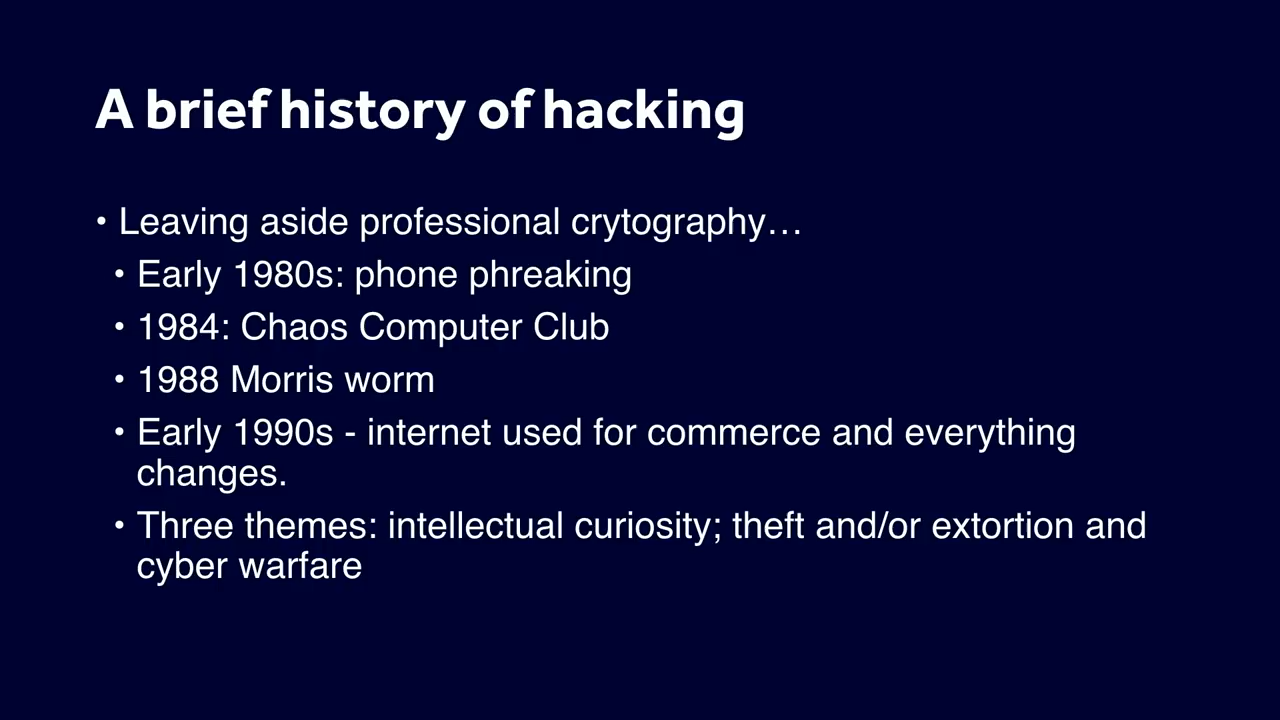 A brief history of hacking
• Leaving aside professional crytography…
• Early 1980s: phone phreaking
• 1984: Chaos Computer Club
• 1988 Morris worm
• Early 1990s - internet used for commerce and everything
changes.
• Three themes: intellectual curiosity; theft and/or extortion and
cyber warfare